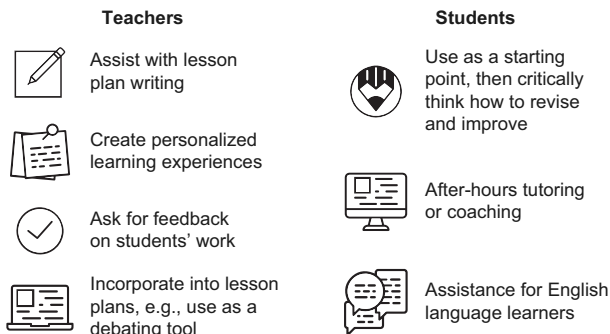 Teachers
Assist with lesson
plan writing
Create personalized
learning experiences
Ask for feedback
on students’ work
Incorporate into lesson
plans, e.g., use as a
debating tool
Students
Use as a starting
point, then critically
think how to revise
and improve
After-hours tutoring
or coaching
Assistance for English
language learners